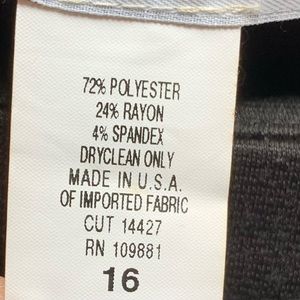 72% POLYESTER
24% RAYON
4% SPANDEX
DRYCLEAN ONLY
MADE IN U.S.A.
OF IMPORTED FABRIC
CUT 14427
RN 109881
16